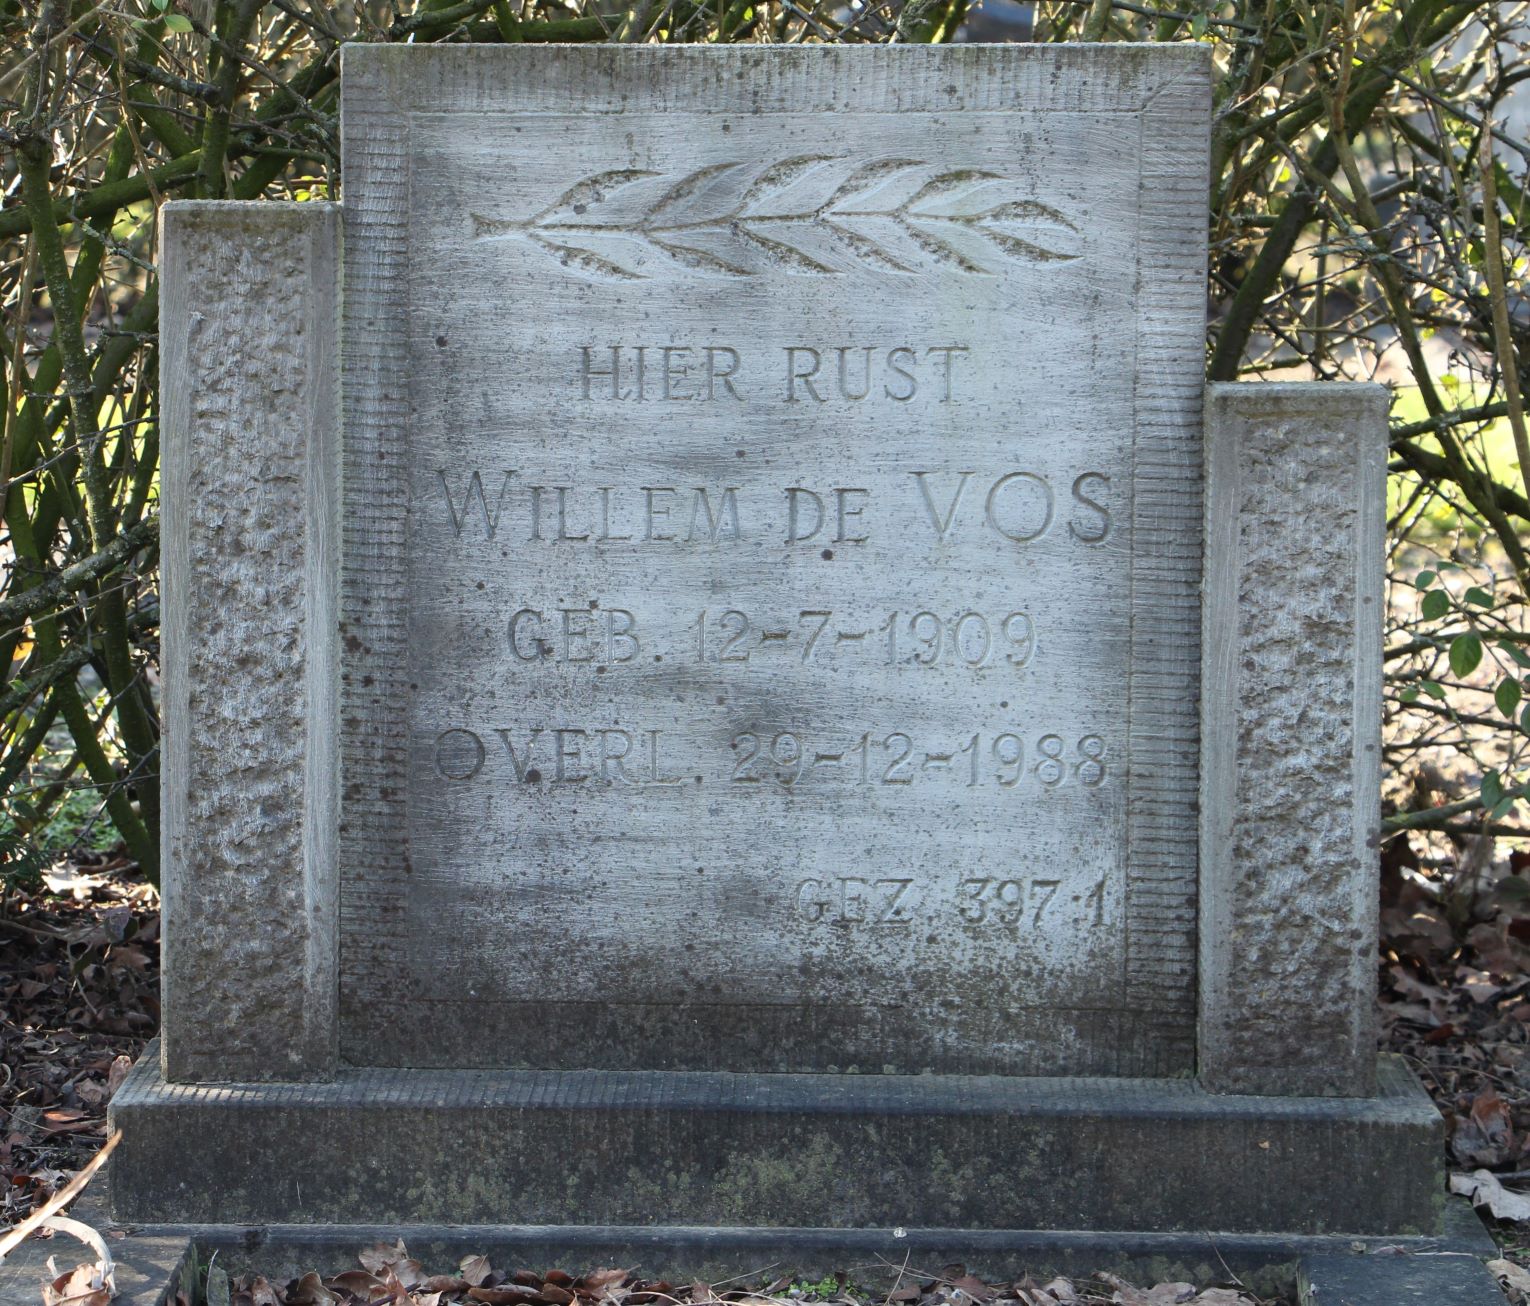 HIER RUST
WILLEM DE VOS
GEB. 12-7-1909
OVERL. 29-12-1988
GEZ. 397:1